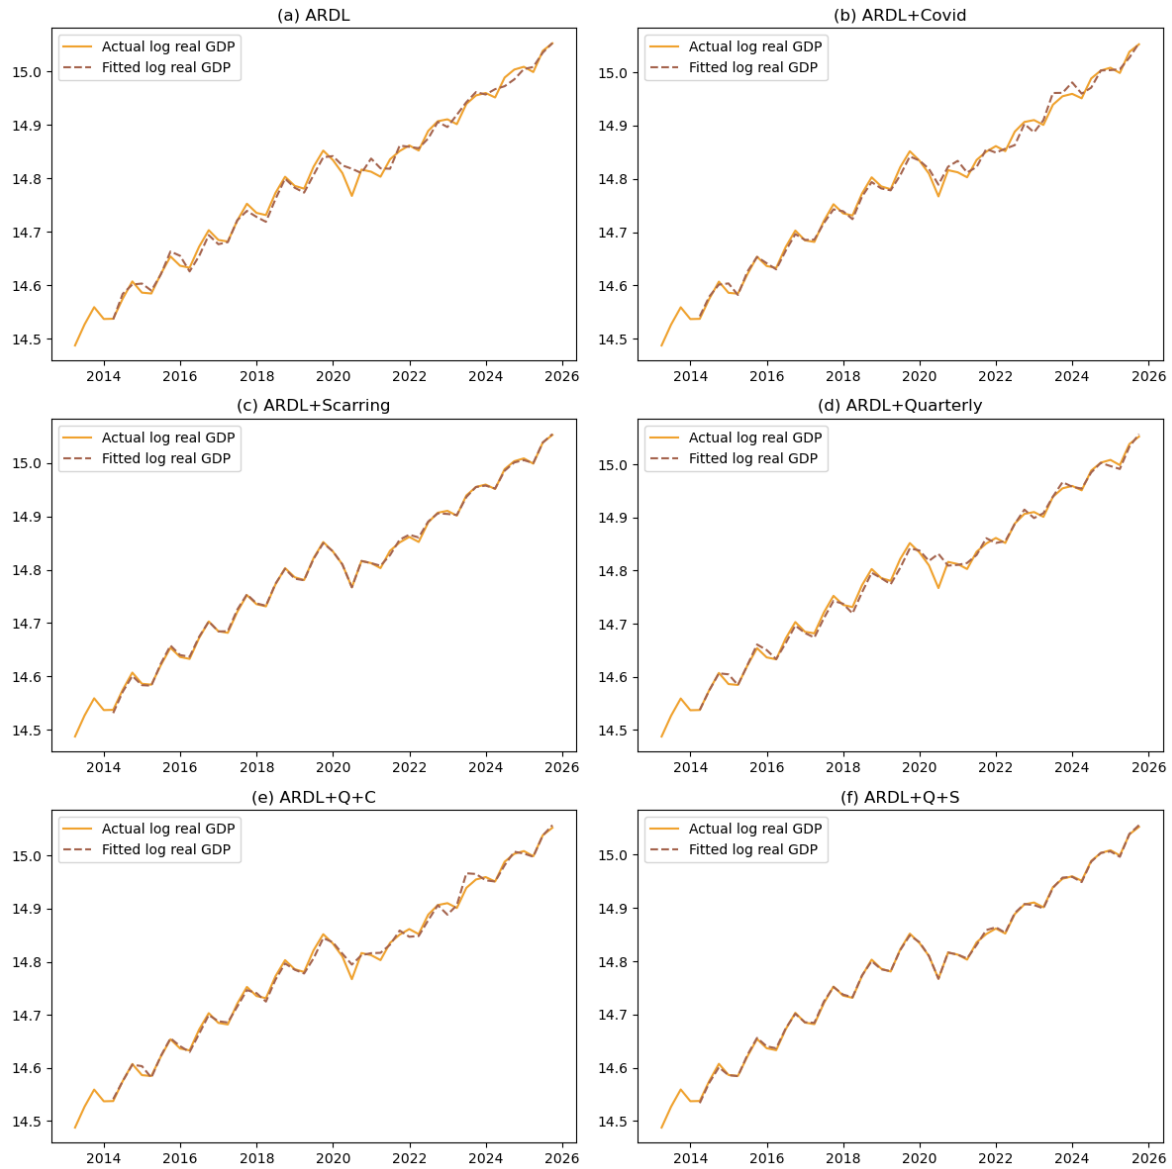 (a) ARDL
Actual log real GDP
Fitted log real GDP
15.0
14.9
14.8
14.7
14.6
14.5
2014 2016 2018 2020 2022 2024 2026
(b) ARDL+Covid
Actual log real GDP
Fitted log real GDP
15.0
14.9
14.8
14.7
14.6
14.5
2014 2016 2018 2020 2022 2024 2026
(c) ARDL+Scarring
Actual log real GDP
Fitted log real GDP
15.0
14.9
14.8
14.7
14.6
14.5
2014 2016 2018 2020 2022 2024 2026
(d) ARDL+Quarterly
Actual log real GDP
Fitted log real GDP
15.0
14.9
14.8
14.7
14.6
14.5
2014 2016 2018 2020 2022 2024 2026
(e) ARDL+Q+C
Actual log real GDP
Fitted log real GDP
15.0
14.9
14.8
14.7
14.6
14.5
2014 2016 2018 2020 2022 2024 2026
(f) ARDL+Q+S
Actual log real GDP
Fitted log real GDP
15.0
14.9
14.8
14.7
14.6
14.5
2014 2016 2018 2020 2022 2024 2026